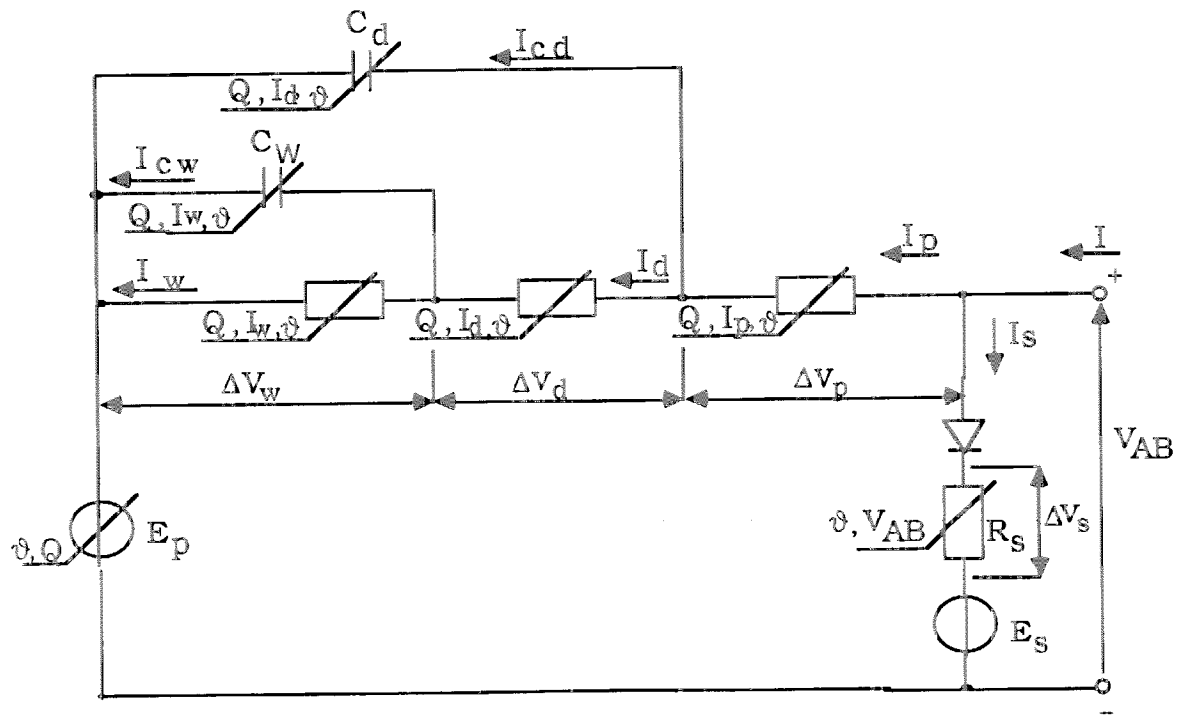 C_d
I_cd
Q, I_d, ϑ
C_W
I_cw
Q, I_w, ϑ
I_w
I_d
I_p
I
+
Q, I_w, ϑ
Q, I_d, ϑ
Q, I_p, ϑ
I_s
ΔV_w
ΔV_d
ΔV_p
V_AB
ϑ, Q
E_p
ϑ, V_AB
R_s
ΔV_s
E_s
-